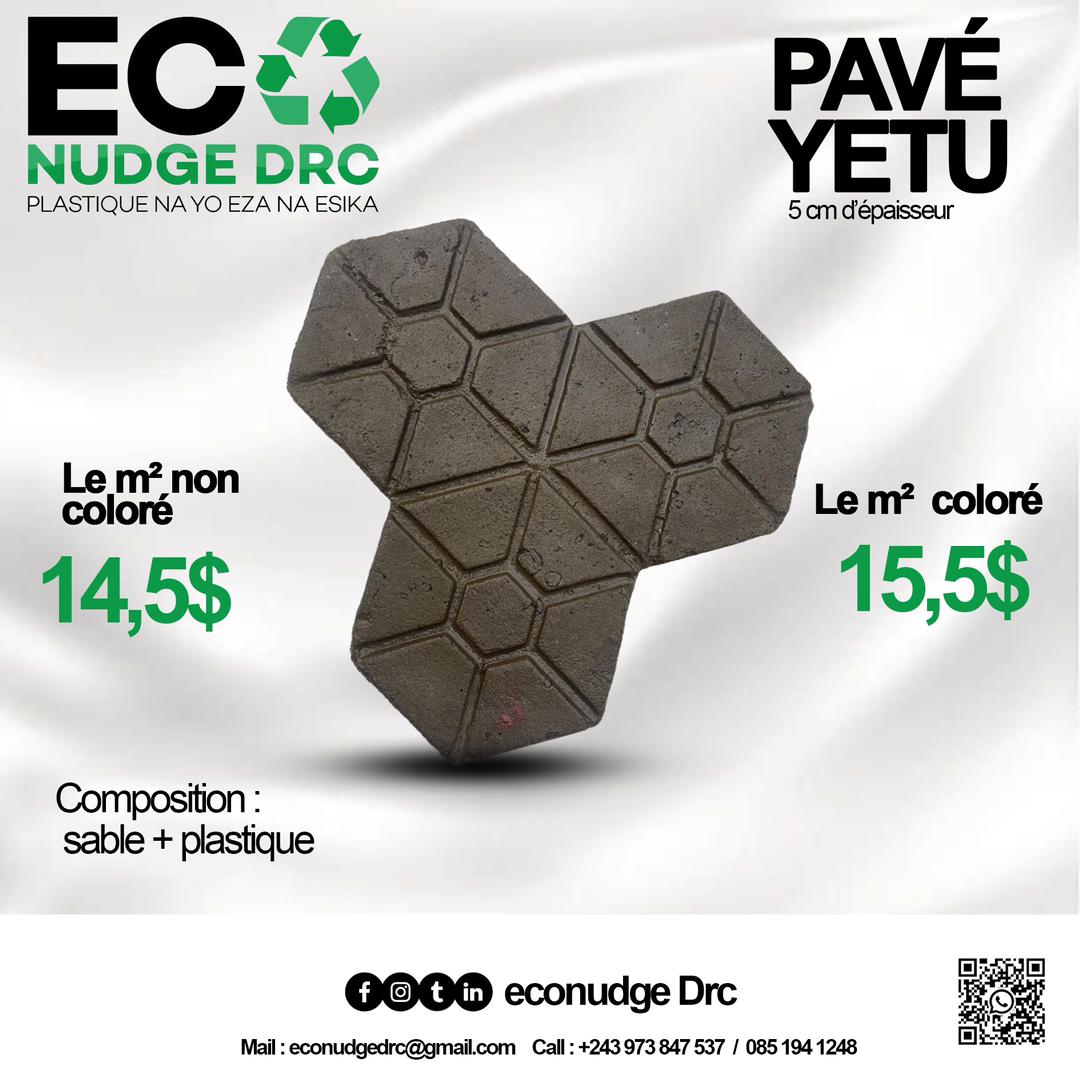 ECO
NUDGE DRC
PLASTIQUE NA YO EZA NA ESIKA
PAVÉ
YETU
5 cm d'épaisseur
Le m² non
coloré
14,5$
Le m² coloré
15,5$
Composition :
sable + plastique
econudge Drc
Mail : econudgedrc@gmail.com Call : +243 973 847 537 / 085 194 1248